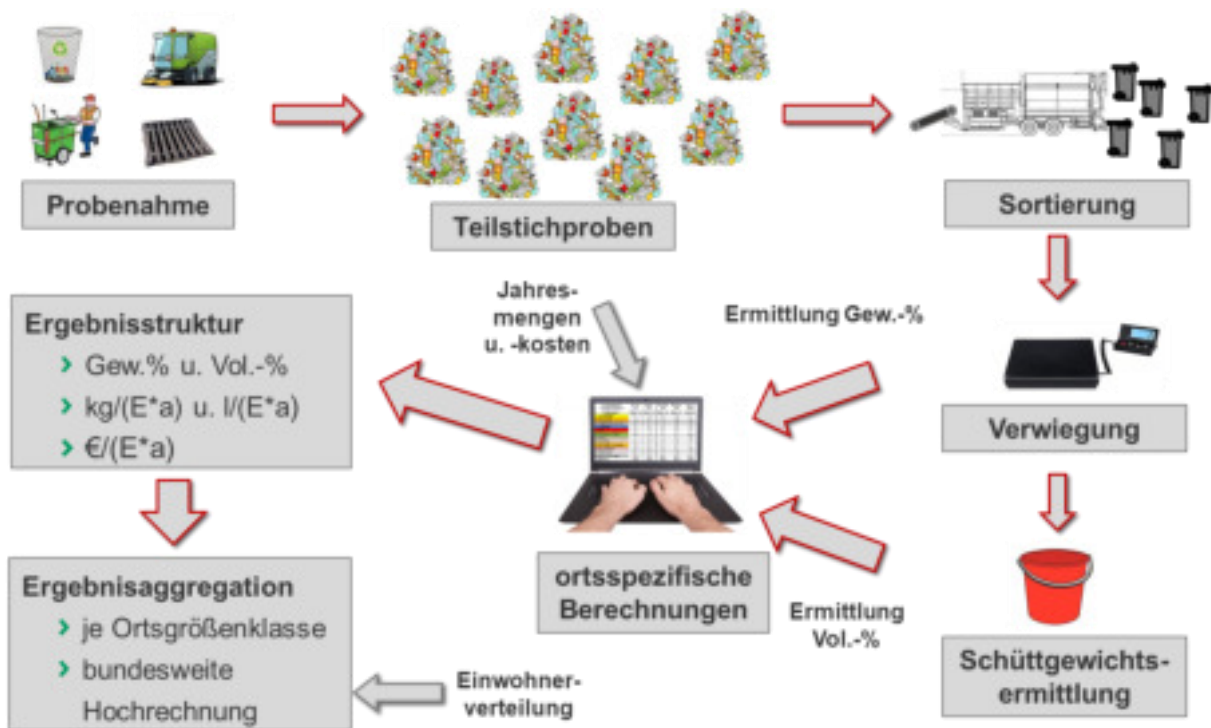 Probenahme
Teilstichproben
Sortierung
Verwiegung
Schüttgewichts-
ermittlung
Ermittlung Gew.-%
Ermittlung
Vol.-%
Jahres-
mengen
u. -kosten
ortsspezifische
Berechnungen
Ergebnisstruktur
Gew.% u. Vol.-%
kg/(E*a) u. l/(E*a)
€/(E*a)
Ergebnisaggregation
je Ortsgrößenklasse
bundesweite
Hochrechnung
Einwohner-
verteilung